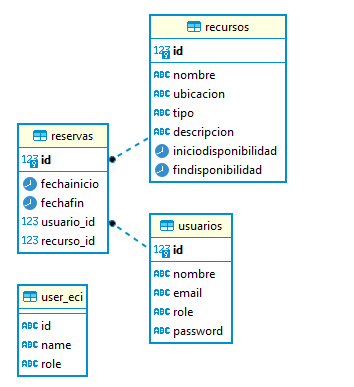 recursos
123 id
ABC nombre
ABC ubicacion
ABC tipo
ABC descripcion
iniciodisponibilidad
findisponibilidad
reservas
123 id
fechainicio
fechafin
123 usuario_id
123 recurso_id
usuarios
123 id
ABC nombre
ABC email
ABC role
ABC password
user_eci
ABC id
ABC name
ABC role